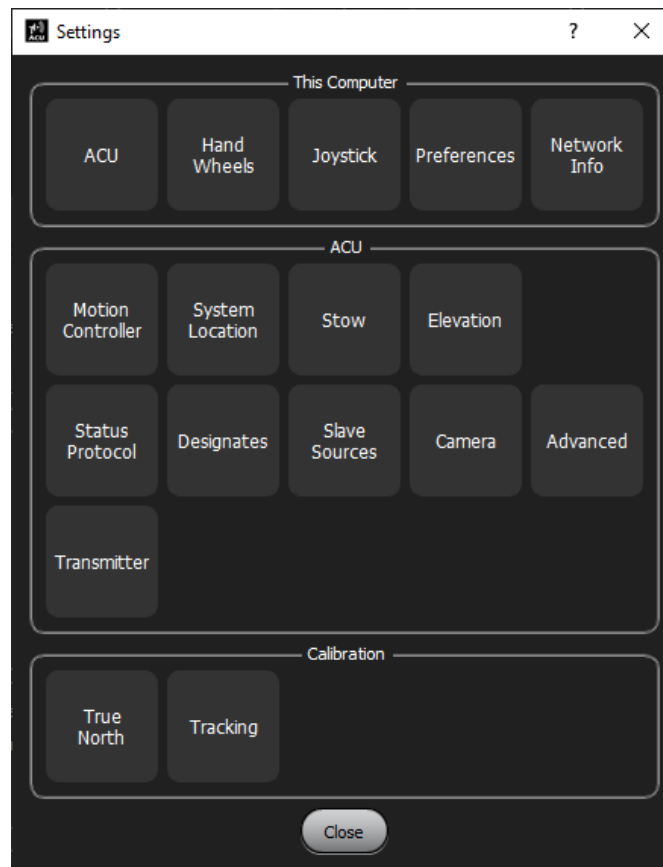 ACU
Settings
?
This Computer
ACU
Hand
Wheels
Joystick
Preferences
Network
Info
ACU
Motion
Controller
System
Location
Stow
Elevation
Status
Protocol
Designates
Slave
Sources
Camera
Advanced
Transmitter
Calibration
True
North
Tracking
Close